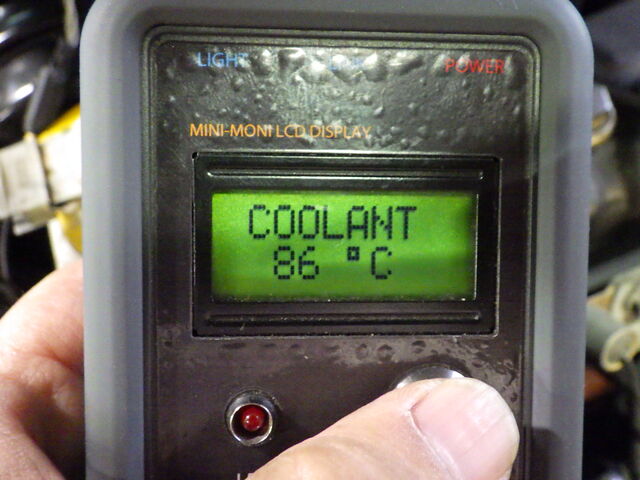 LIGHT
POWER
MINI-MONI LCD DISPLAY
COOLANT
86 °C